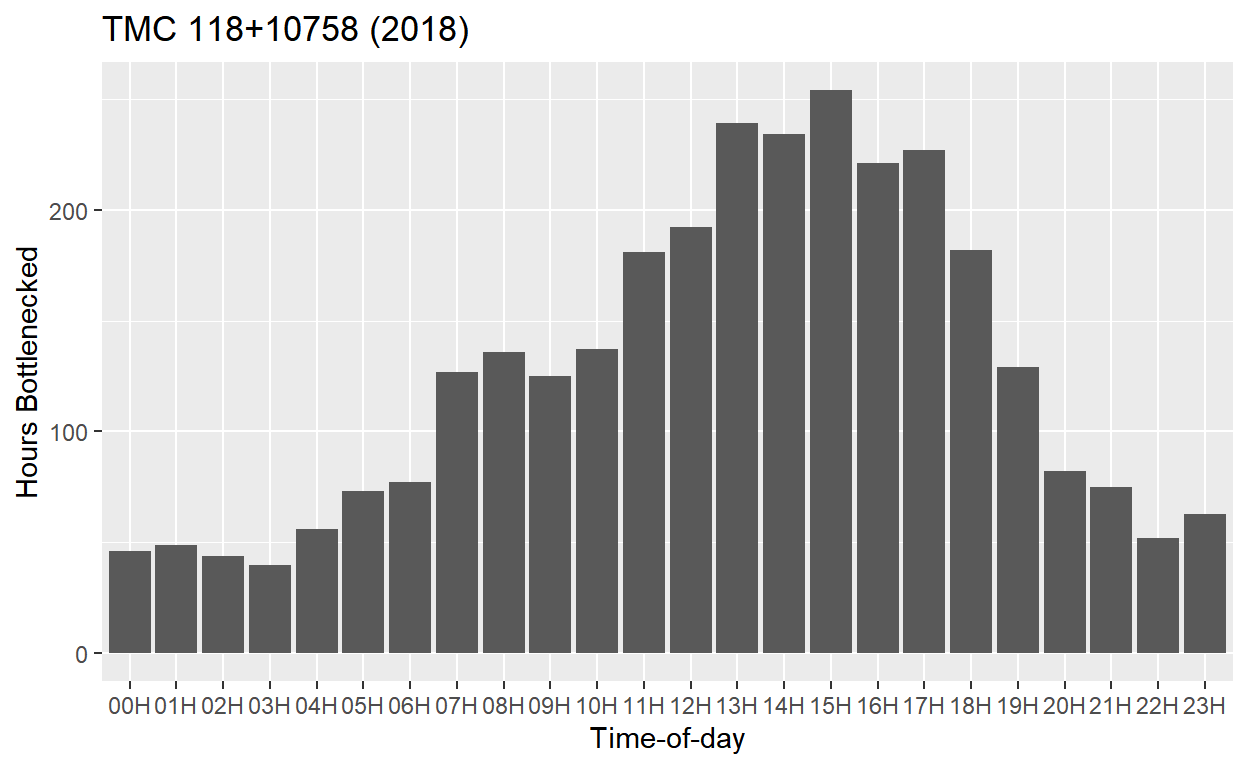 TMC 118+10758 (2018)
Hours Bottlenecked
200
100
0
00H 01H 02H 03H 04H 05H 06H 07H 08H 09H 10H 11H 12H 13H 14H 15H 16H 17H 18H 19H 20H 21H 22H 23H
Time-of-day